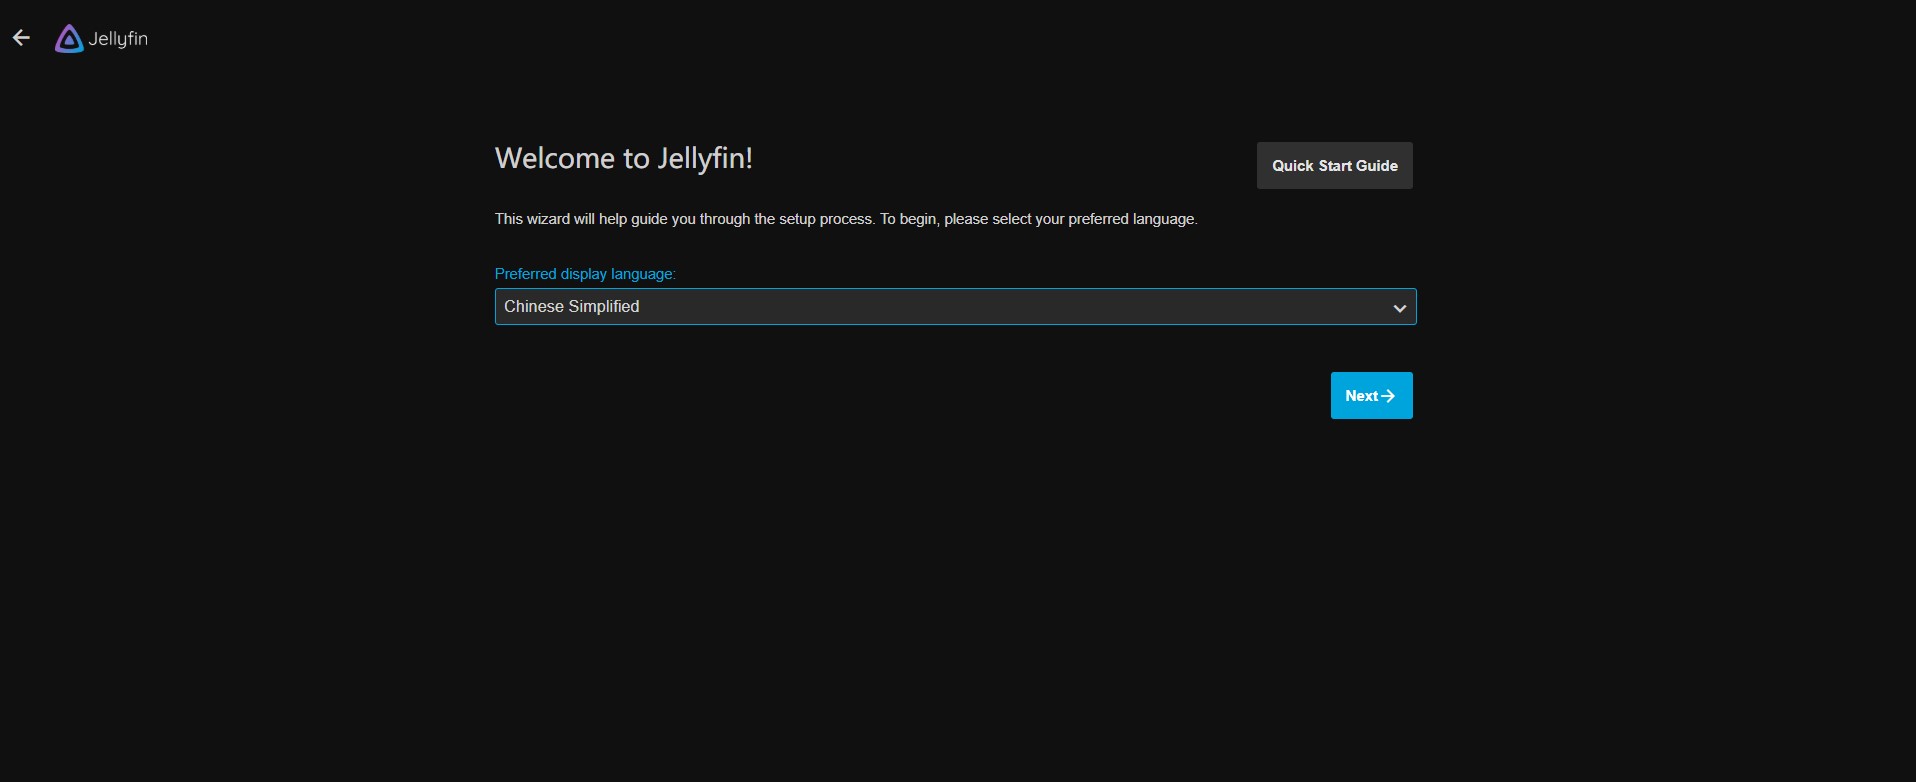 Jellyfin
Welcome to Jellyfin!
Quick Start Guide
This wizard will help guide you through the setup process. To begin, please select your preferred language.
Preferred display language:
Chinese Simplified
Next